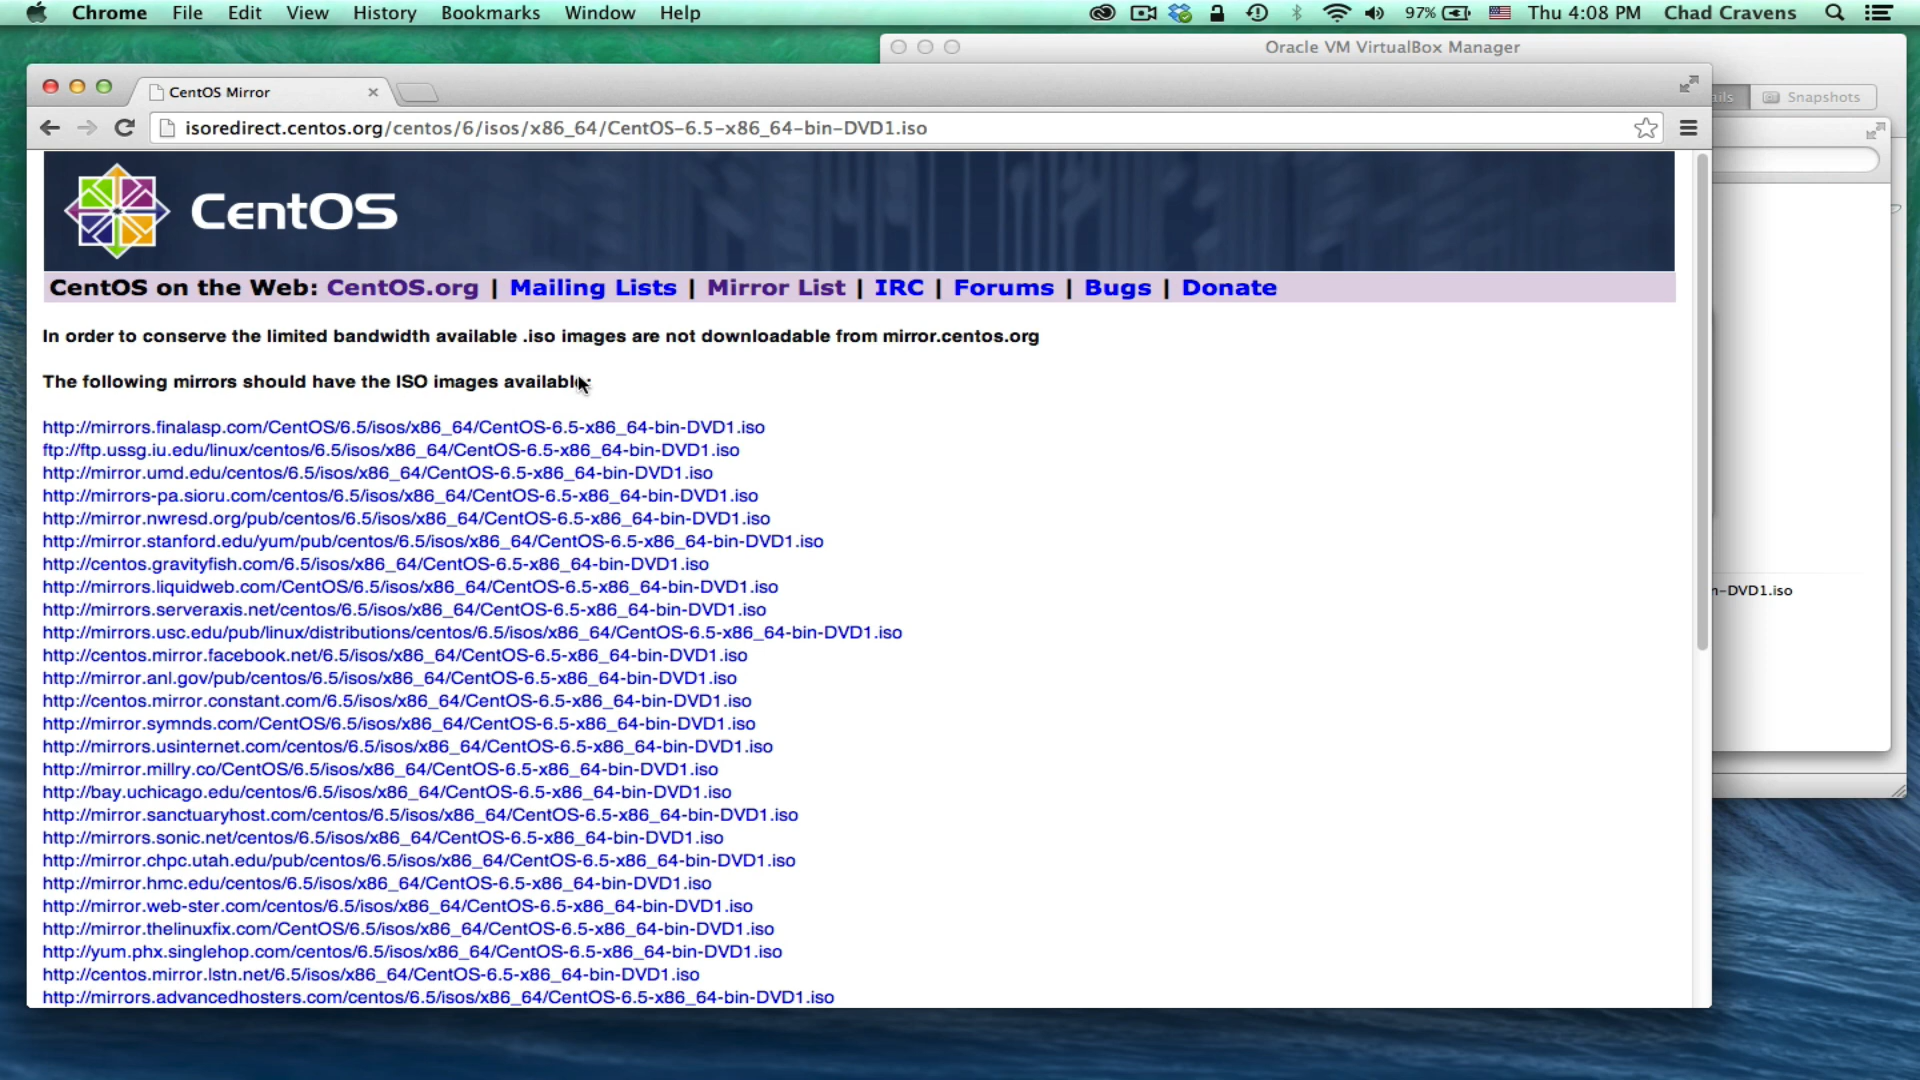 Chrome File Edit View History Bookmarks Window Help 97% Thu 4:08 PM Chad Cravens
Oracle VM VirtualBox Manager
CentOS Mirror
Snapshots
isoredirect.centos.org/centos/6/isos/x86_64/CentOS-6.5-x86_64-bin-DVD1.iso
CentOS
CentOS on the Web: CentOS.org | Mailing Lists | Mirror List | IRC | Forums | Bugs | Donate
In order to conserve the limited bandwidth available .iso images are not downloadable from mirror.centos.org
The following mirrors should have the ISO images available:
http://mirrors.finalasp.com/CentOS/6.5/isos/x86_64/CentOS-6.5-x86_64-bin-DVD1.iso
ftp://ftp.ussg.iu.edu/linux/centos/6.5/isos/x86_64/CentOS-6.5-x86_64-bin-DVD1.iso
http://mirror.umd.edu/centos/6.5/isos/x86_64/CentOS-6.5-x86_64-bin-DVD1.iso
http://mirrors-pa.sioru.com/centos/6.5/isos/x86_64/CentOS-6.5-x86_64-bin-DVD1.iso
http://mirror.nwresd.org/pub/centos/6.5/isos/x86_64/CentOS-6.5-x86_64-bin-DVD1.iso
http://mirror.stanford.edu/yum/pub/centos/6.5/isos/x86_64/CentOS-6.5-x86_64-bin-DVD1.iso
http://centos.gravityfish.com/6.5/isos/x86_64/CentOS-6.5-x86_64-bin-DVD1.iso
http://mirrors.liquidweb.com/CentOS/6.5/isos/x86_64/CentOS-6.5-x86_64-bin-DVD1.iso
n-DVD1.iso
http://mirrors.serveraxis.net/centos/6.5/isos/x86_64/CentOS-6.5-x86_64-bin-DVD1.iso
http://mirrors.usc.edu/pub/linux/distributions/centos/6.5/isos/x86_64/CentOS-6.5-x86_64-bin-DVD1.iso
http://centos.mirror.facebook.net/6.5/isos/x86_64/CentOS-6.5-x86_64-bin-DVD1.iso
http://mirror.anl.gov/pub/centos/6.5/isos/x86_64/CentOS-6.5-x86_64-bin-DVD1.iso
http://centos.mirror.constant.com/6.5/isos/x86_64/CentOS-6.5-x86_64-bin-DVD1.iso
http://mirror.symnds.com/CentOS/6.5/isos/x86_64/CentOS-6.5-x86_64-bin-DVD1.iso
http://mirrors.usinternet.com/centos/6.5/isos/x86_64/CentOS-6.5-x86_64-bin-DVD1.iso
http://mirror.millry.co/CentOS/6.5/isos/x86_64/CentOS-6.5-x86_64-bin-DVD1.iso
http://bay.uchicago.edu/centos/6.5/isos/x86_64/CentOS-6.5-x86_64-bin-DVD1.iso
http://mirror.sanctuaryhost.com/centos/6.5/isos/x86_64/CentOS-6.5-x86_64-bin-DVD1.iso
http://mirrors.sonic.net/centos/6.5/isos/x86_64/CentOS-6.5-x86_64-bin-DVD1.iso
http://mirror.chpc.utah.edu/pub/centos/6.5/isos/x86_64/CentOS-6.5-x86_64-bin-DVD1.iso
http://mirror.hmc.edu/centos/6.5/isos/x86_64/CentOS-6.5-x86_64-bin-DVD1.iso
http://mirror.web-ster.com/centos/6.5/isos/x86_64/CentOS-6.5-x86_64-bin-DVD1.iso
http://mirror.thelinuxfix.com/CentOS/6.5/isos/x86_64/CentOS-6.5-x86_64-bin-DVD1.iso
http://yum.phx.singlehop.com/centos/6.5/isos/x86_64/CentOS-6.5-x86_64-bin-DVD1.iso
http://centos.mirror.lstn.net/6.5/isos/x86_64/CentOS-6.5-x86_64-bin-DVD1.iso
http://mirrors.advancedhosters.com/centos/6.5/isos/x86_64/CentOS-6.5-x86_64-bin-DVD1.iso